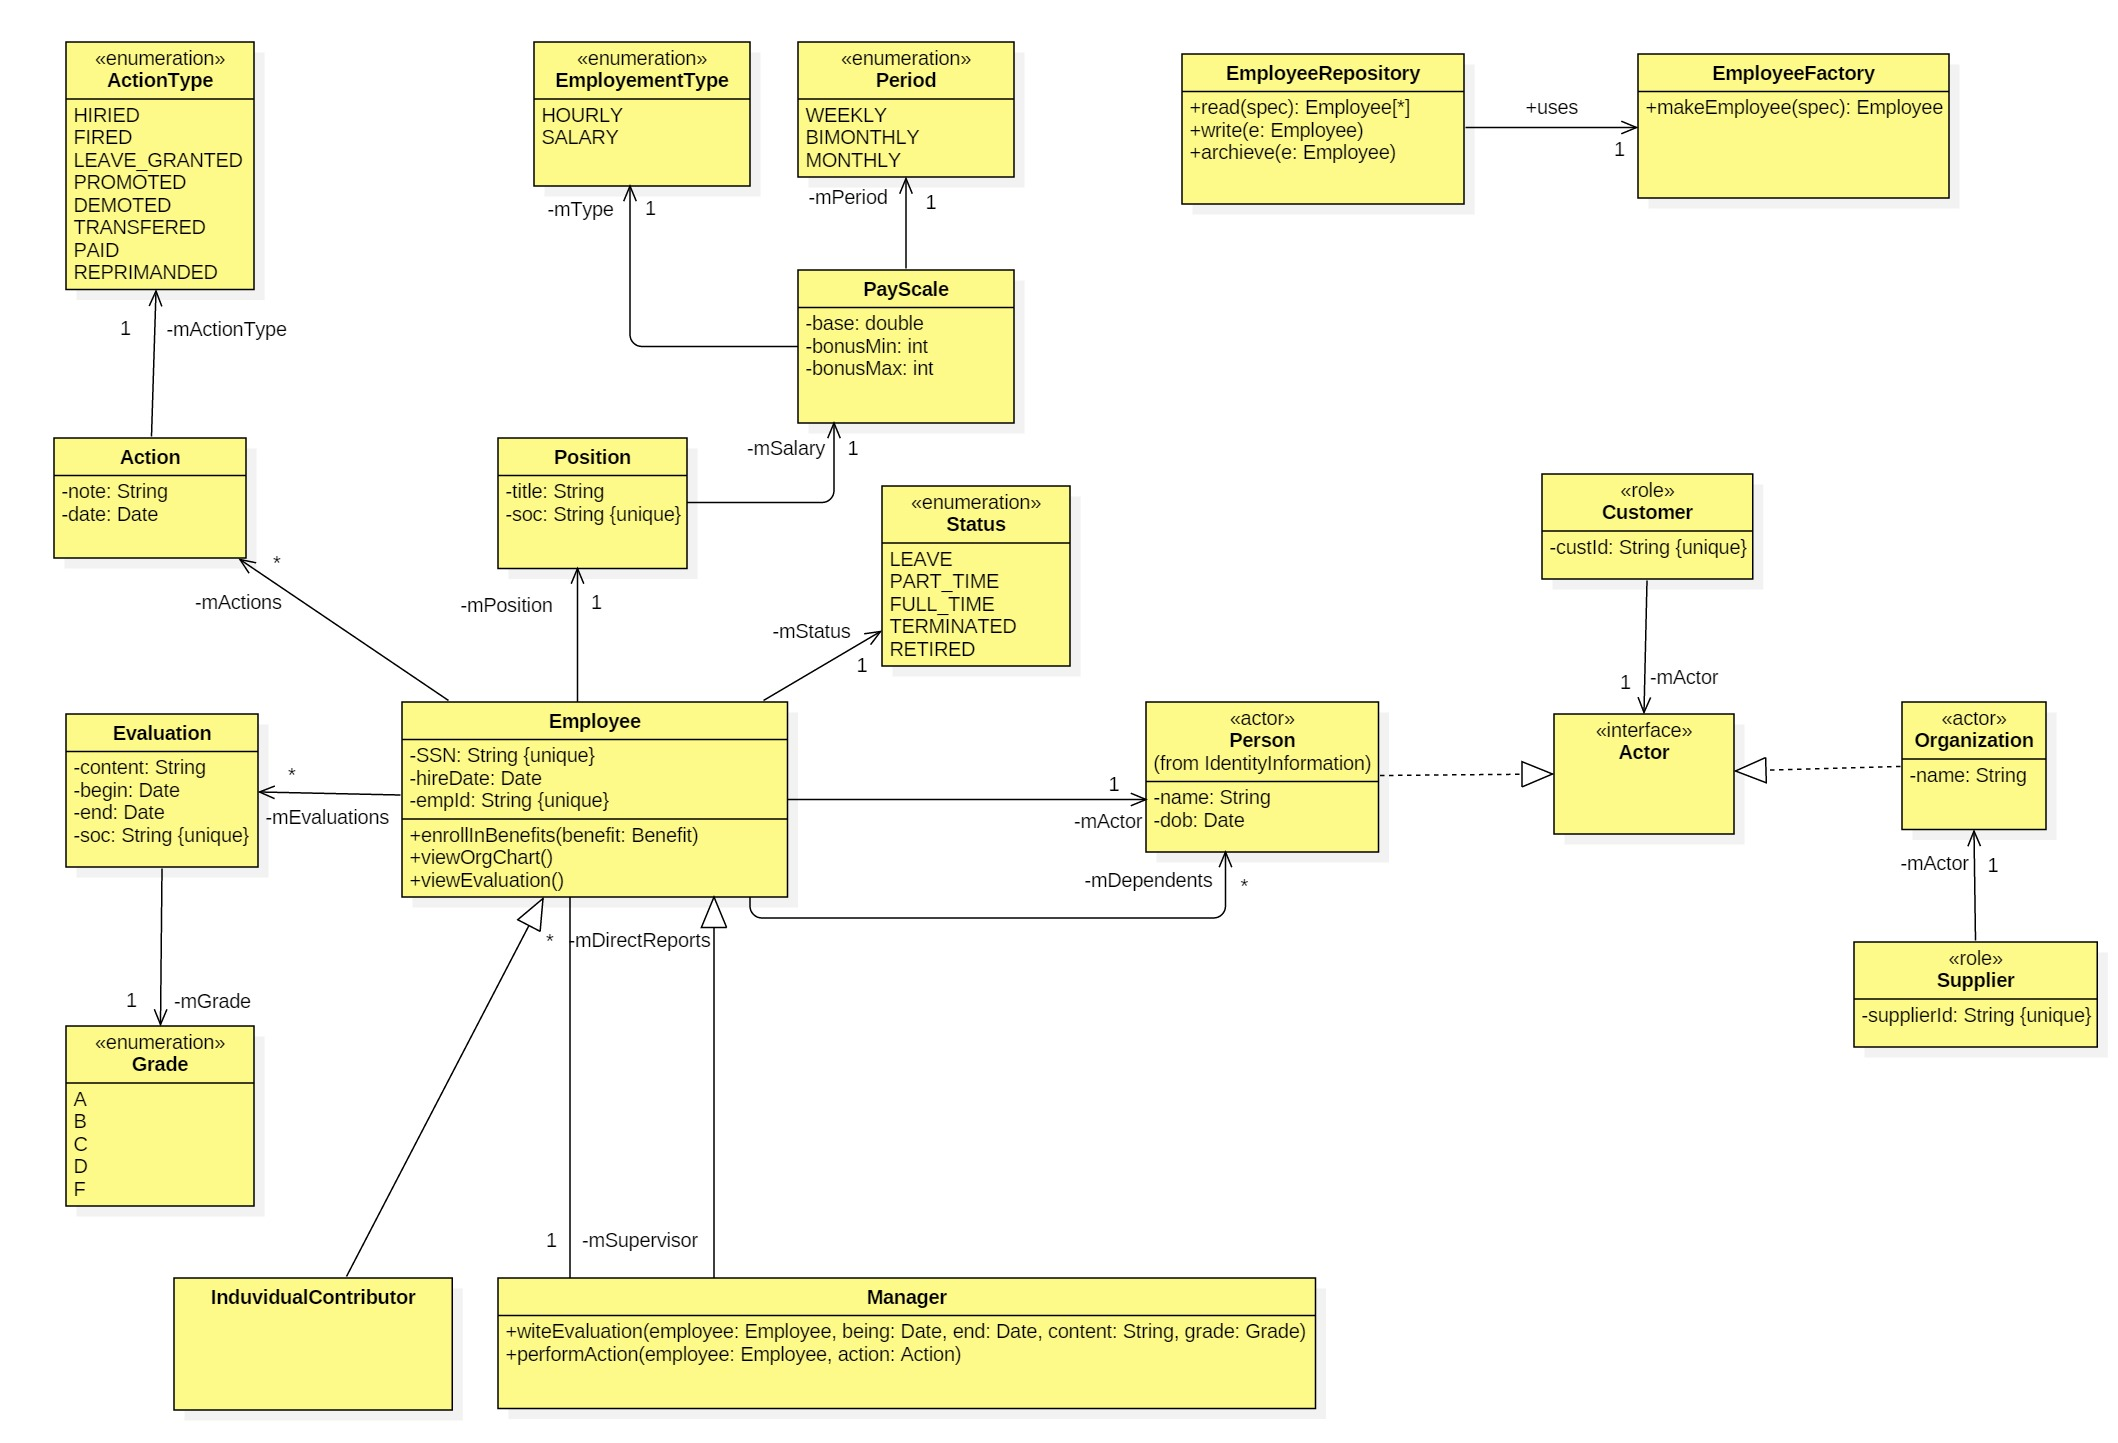 «enumeration»
ActionType
HIRIED
FIRED
LEAVE_GRANTED
PROMOTED
DEMOTED
TRANSFERED
PAID
REPRIMANDED
«enumeration»
EmployementType
HOURLY
SALARY
«enumeration»
Period
WEEKLY
BIMONTHLY
MONTHLY
EmployeeRepository
+read(spec): Employee[*]
+write(e: Employee)
+archieve(e: Employee)
+uses
1
EmployeeFactory
+makeEmployee(spec): Employee
-mType
1
-mPeriod
1
PayScale
-base: double
-bonusMin: int
-bonusMax: int
1
-mActionType
Action
-note: String
-date: Date
Position
-title: String
-soc: String {unique}
-mSalary
1
«enumeration»
Status
LEAVE
PART_TIME
FULL_TIME
TERMINATED
RETIRED
«role»
Customer
-custId: String {unique}
*
-mActions
-mPosition
1
-mStatus
1
1
-mActor
Evaluation
-content: String
-begin: Date
-end: Date
-soc: String {unique}
*
-mEvaluations
Employee
-SSN: String {unique}
-hireDate: Date
-empId: String {unique}
+enrollInBenefits(benefit: Benefit)
+viewOrgChart()
+viewEvaluation()
1
-mActor
«actor»
Person
(from IdentityInformation)
-name: String
-dob: Date
«interface»
Actor
«actor»
Organization
-name: String
-mDependents
*
-mActor
1
*
-mDirectReports
«role»
Supplier
-supplierId: String {unique}
1
-mGrade
«enumeration»
Grade
A
B
C
D
F
1
-mSupervisor
InduvidualContributor
Manager
+witeEvaluation(employee: Employee, being: Date, end: Date, content: String, grade: Grade)
+performAction(employee: Employee, action: Action)